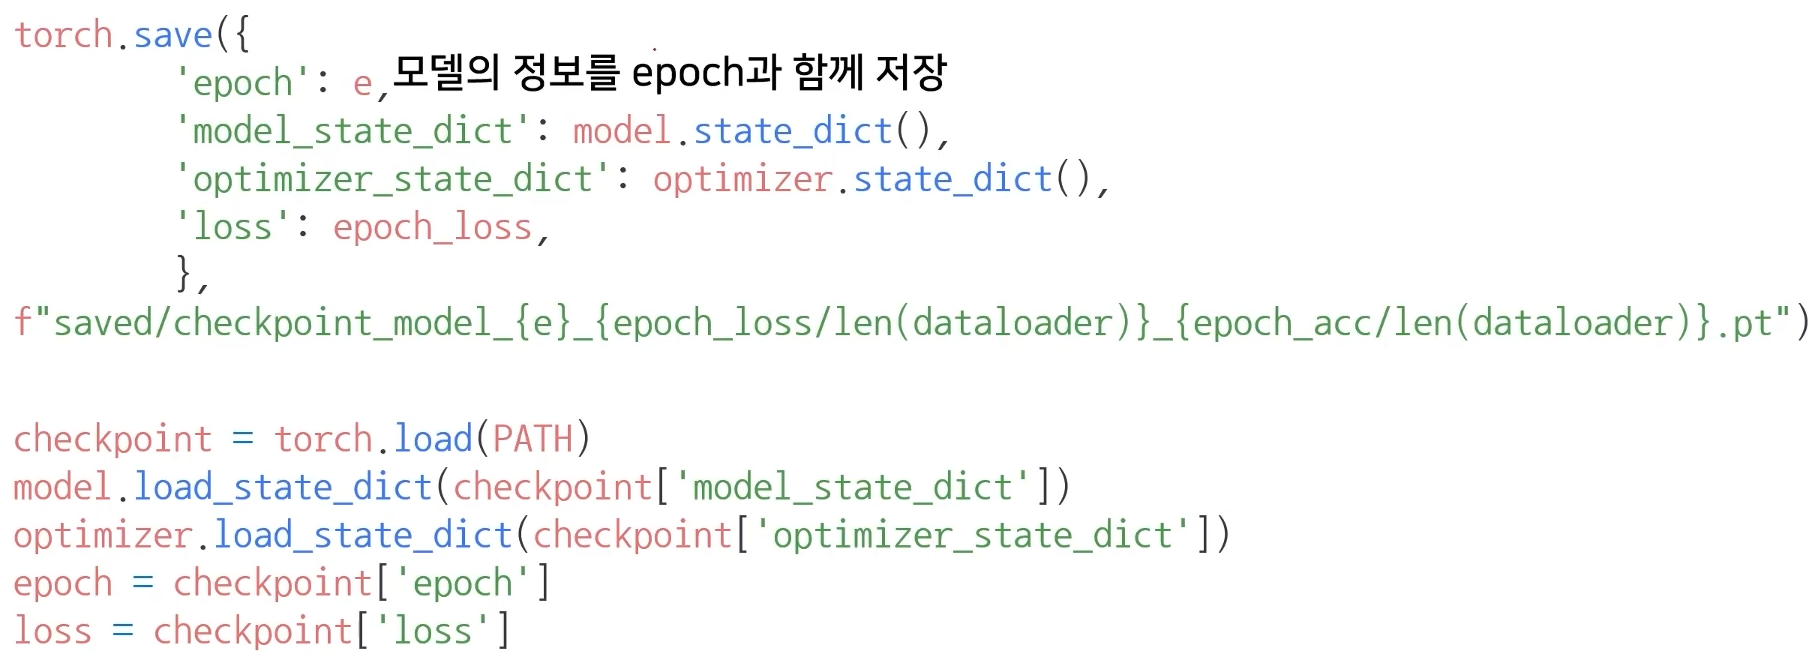 torch.save({
'epoch': e,모델의 정보를 epoch과 함께 저장
'model_state_dict': model.state_dict(),
'optimizer_state_dict': optimizer.state_dict(),
'loss': epoch_loss,
},
f"saved/checkpoint_model_{e}_{epoch_loss/len(dataloader)}_{epoch_acc/len(dataloader)}.pt")
checkpoint = torch.load(PATH)
model.load_state_dict(checkpoint['model_state_dict'])
optimizer.load_state_dict(checkpoint['optimizer_state_dict'])
epoch = checkpoint['epoch']
loss = checkpoint['loss']